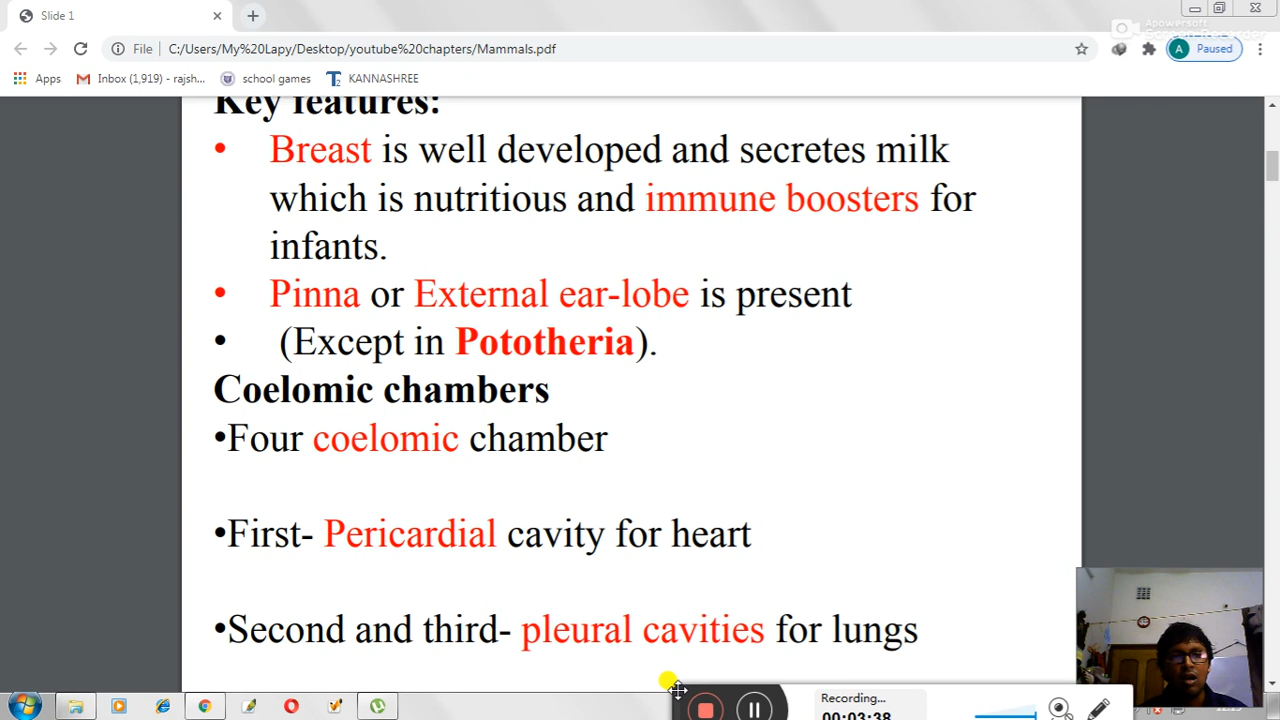 Slide 1
Apowersoft
Screen Recorder
File C:/Users/My%20Lapy/Desktop/youtube%20chapters/Mammals.pdf
A Paused
Apps Inbox (1,919) - rajsh... school games KANNASHREE
Key features:
• Breast is well developed and secretes milk
which is nutritious and immune boosters for
infants.
• Pinna or External ear-lobe is present
• (Except in Pototheria).
Coelomic chambers
•Four coelomic chamber
•First- Pericardial cavity for heart
•Second and third- pleural cavities for lungs
Recording...
00:03:38